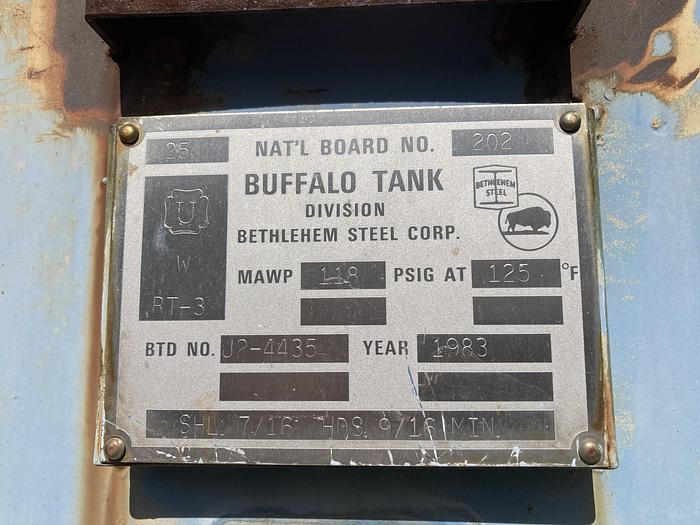 25 NAT'L BOARD NO. 202
BUFFALO TANK
DIVISION
BETHLEHEM STEEL CORP.
BETHLEHEM
STEEL
U
W
RT-3
MAWP 118 PSIG AT 125 °F
BTD NO. J2-4435 YEAR 1983
SHL. 7/16 HDS. 9/16 MIN.